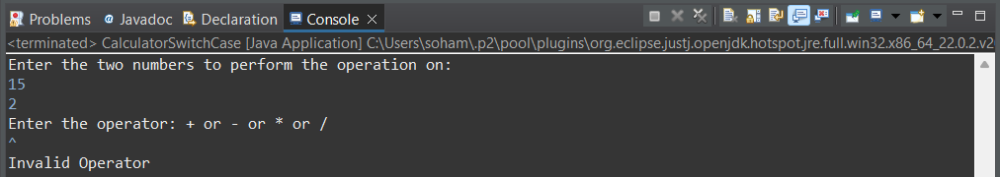 Problems Javadoc Declaration Console
<terminated> CalculatorSwitchCase [Java Application] C:\Users\soham\.p2\pool\plugins\org.eclipse.justj.openjdk.hotspot.jre.full.win32.x86_64_22.0.2.v2
Enter the two numbers to perform the operation on:
15
2
Enter the operator: + or - or * or /
^
Invalid Operator